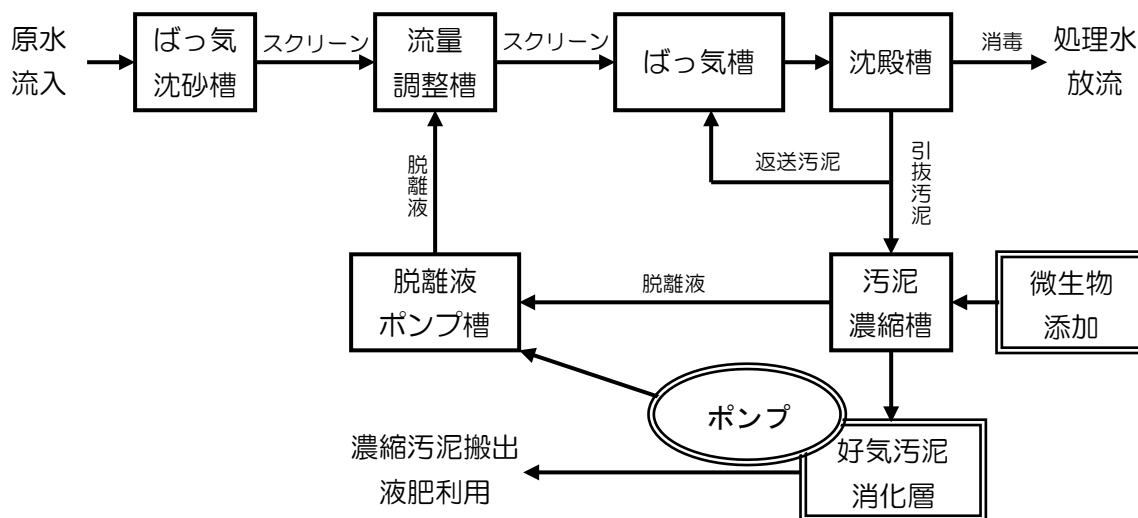 原水
流入
ばっ気
沈砂槽
スクリーン
流量
調整槽
スクリーン
ばっ気槽
沈殿槽
消毒
処理水
放流
返送汚泥
引抜汚泥
脱離液
脱離液
ポンプ槽
脱離液
汚泥
濃縮槽
微生物
添加
ポンプ
好気汚泥
消化層
濃縮汚泥搬出
液肥利用